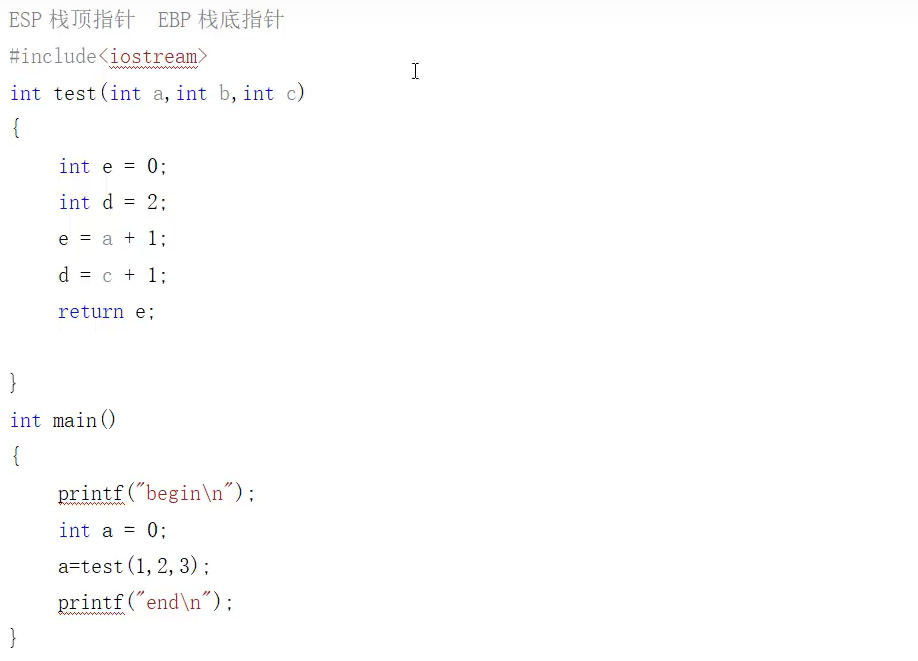 ESP 栈顶指针  EBP 栈底指针
#include<iostream>
int test(int a,int b,int c)
{
    int e = 0;
    int d = 2;
    e = a + 1;
    d = c + 1;
    return e;
}
int main()
{
    printf("begin\n");
    int a = 0;
    a=test(1,2,3);
    printf("end\n");
}